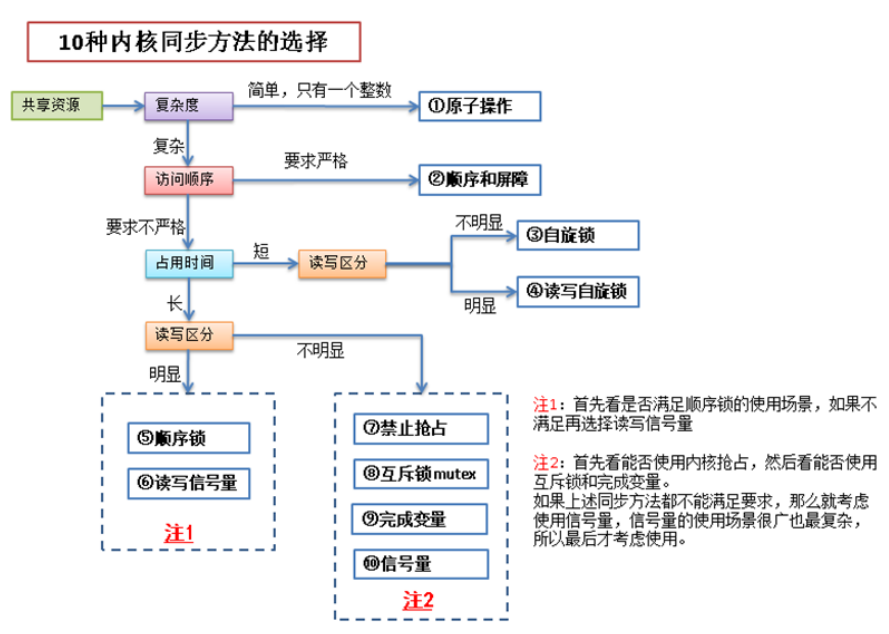 10种内核同步方法的选择
共享资源
复杂度
简单，只有一个整数
①原子操作
复杂
访问顺序
要求严格
②顺序和屏障
要求不严格
占用时间
短
读写区分
不明显
③自旋锁
明显
④读写自旋锁
长
读写区分
不明显
明显
⑤顺序锁
⑥读写信号量
注1
⑦禁止抢占
⑧互斥锁mutex
⑨完成变量
⑩信号量
注2
注1：首先看是否满足顺序锁的使用场景，如果不
满足再选择读写信号量
注2：首先看能否使用内核抢占，然后看能否使用
互斥锁和完成变量。
如果上述同步方法都不能满足要求，那么就考虑
使用信号量，信号量的使用场景很广也最复杂，
所以最后才考虑使用。